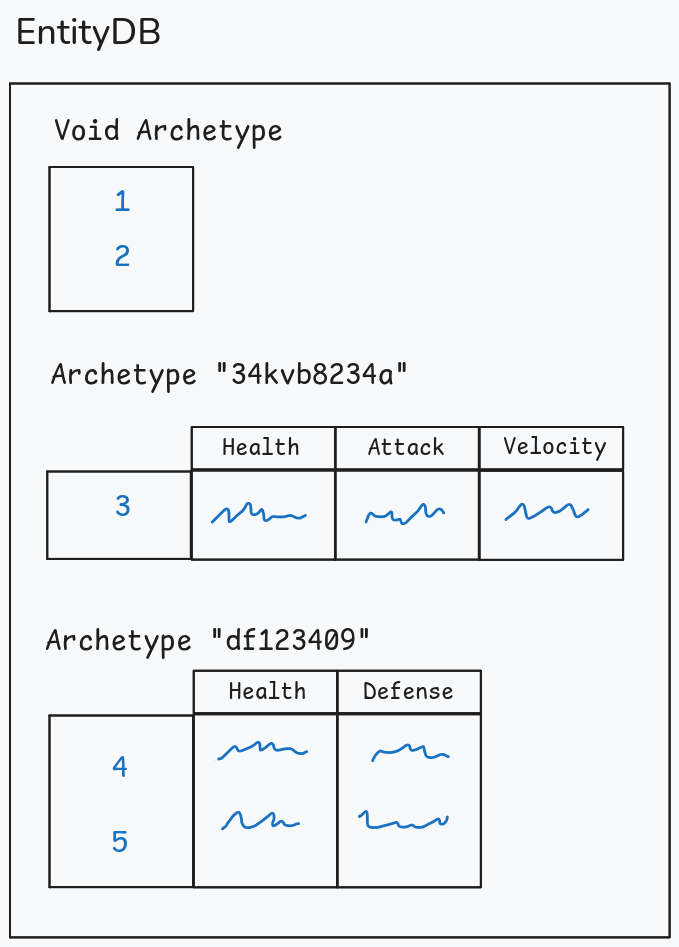 EntityDB
Void Archetype
1
2
Archetype "34kvb8234a"
Health Attack Velocity
3
Archetype "df123409"
Health Defense
4
5